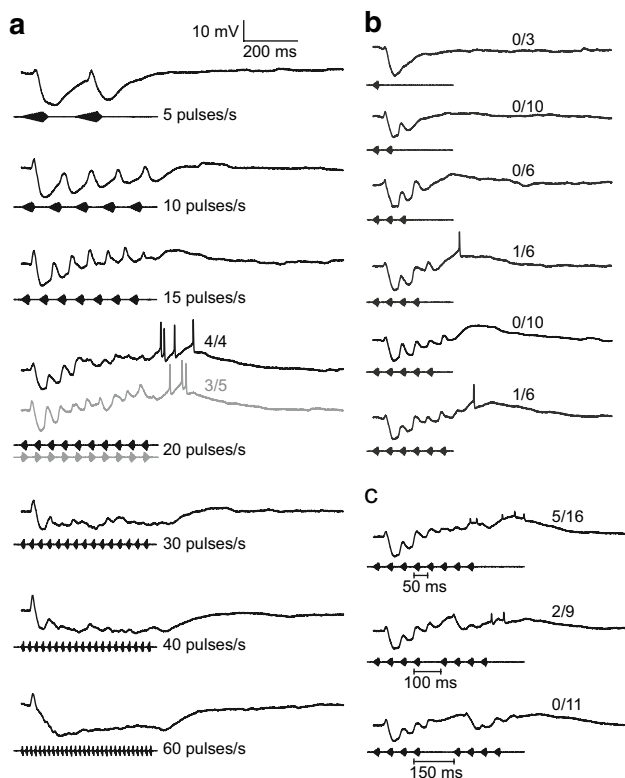 a
10 mV
200 ms
5 pulses/s
10 pulses/s
15 pulses/s
4/4
3/5
20 pulses/s
30 pulses/s
40 pulses/s
60 pulses/s
b
0/3
0/10
0/6
1/6
0/10
1/6
c
5/16
50 ms
2/9
100 ms
0/11
150 ms